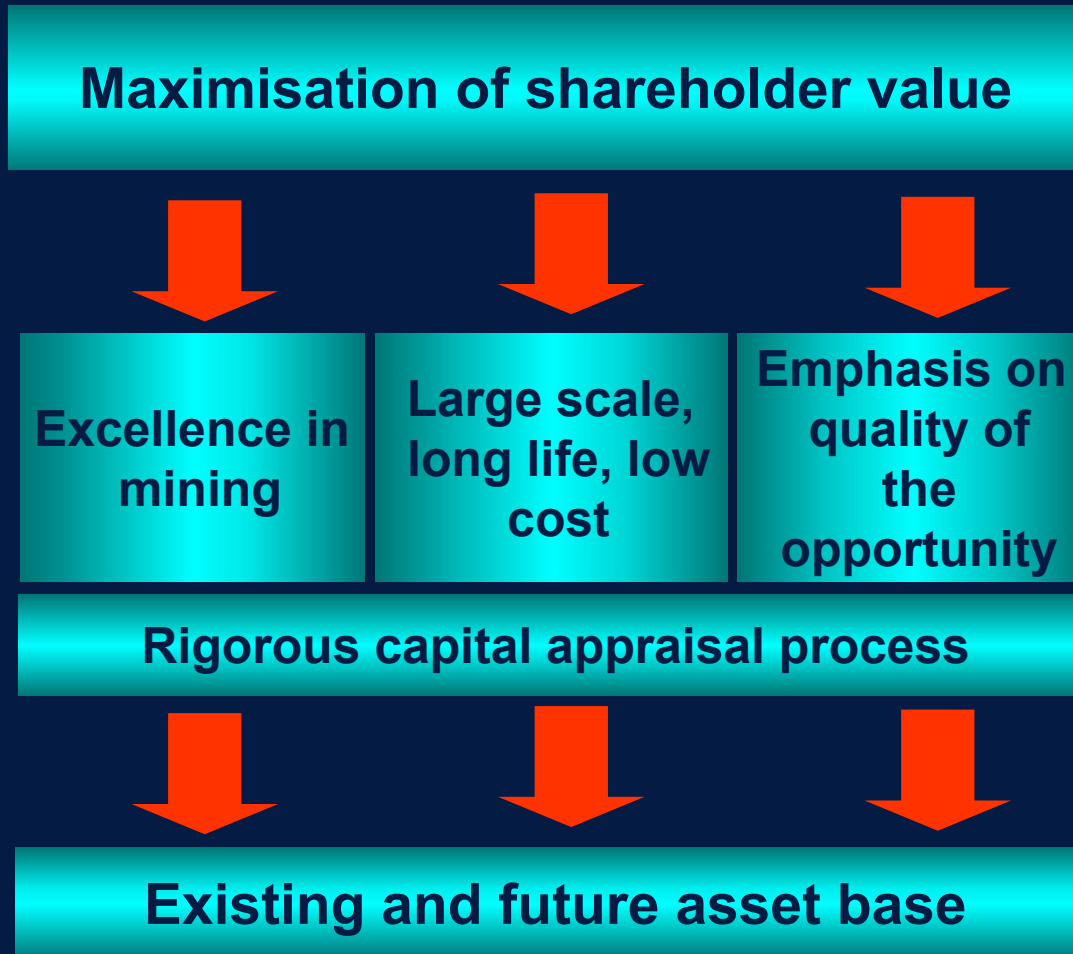 Maximisation of shareholder value
Excellence in
mining
Large scale,
long life, low
cost
Emphasis on
quality of
the
opportunity
Rigorous capital appraisal process
Existing and future asset base